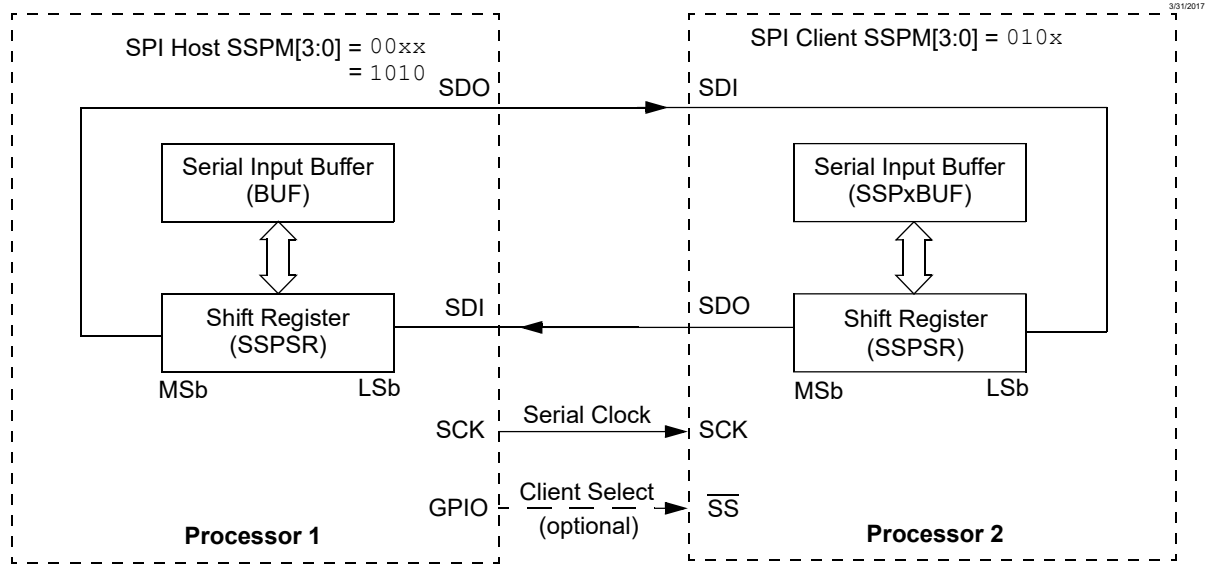 3/31/2017
SPI Host SSPM[3:0] = 00xx
= 1010
SPI Client SSPM[3:0] = 010x
SDO
SDI
Serial Input Buffer
(BUF)
Serial Input Buffer
(SSPxBUF)
SDI
SDO
Shift Register
(SSPSR)
Shift Register
(SSPSR)
MSb
LSb
MSb
LSb
SCK
Serial Clock
SCK
GPIO
Client Select
(optional)
S̅S̅
Processor 1
Processor 2